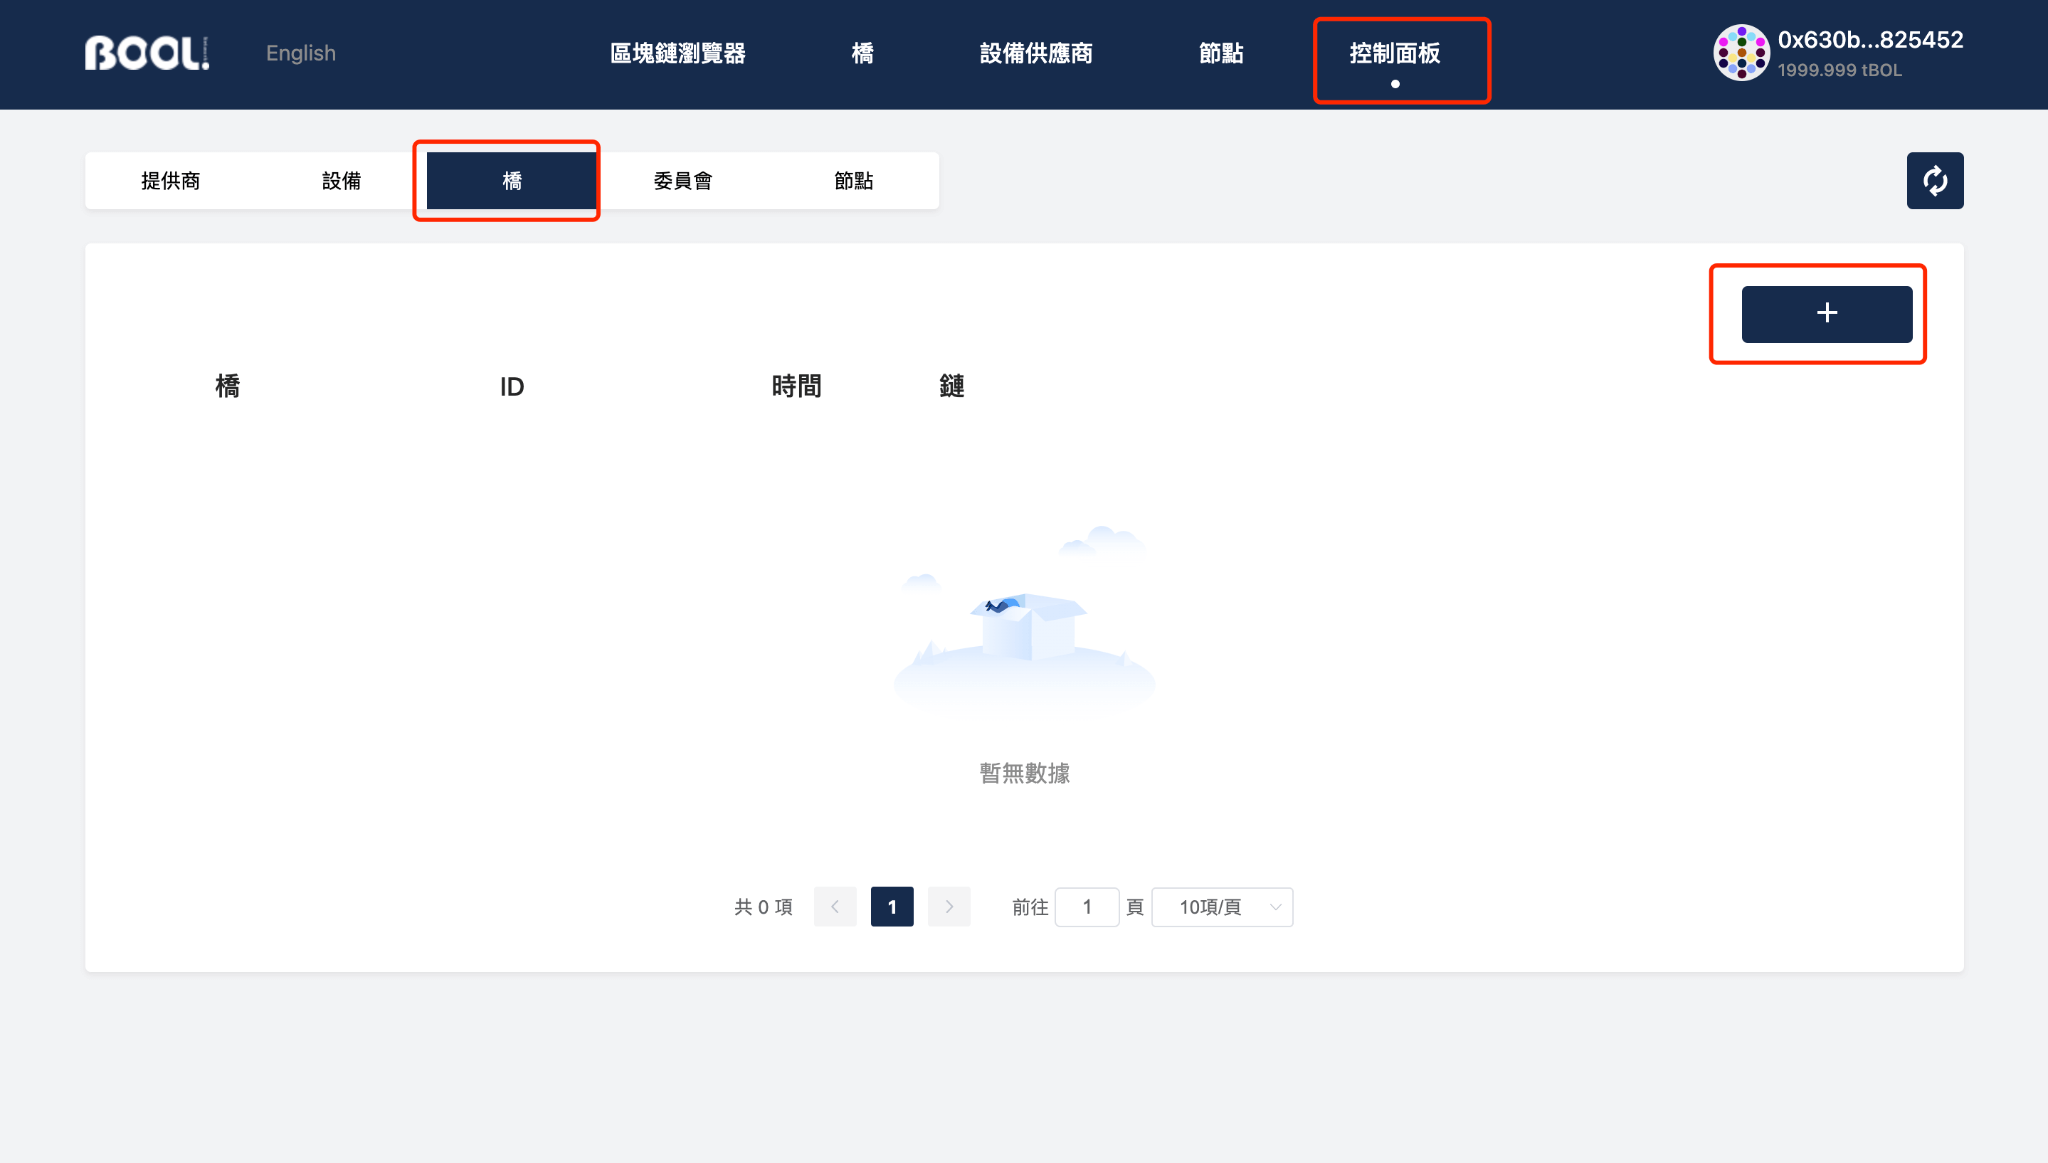 BOOL!
English
區塊鏈瀏覽器
橋
設備供應商
節點
控制面板
0x630b...825452
1999.999 tBOL
提供商
設備
橋
委員會
節點
+
橋
ID
時間
鏈
暫無數據
共 0 項
1
前往
1
頁
10項/頁